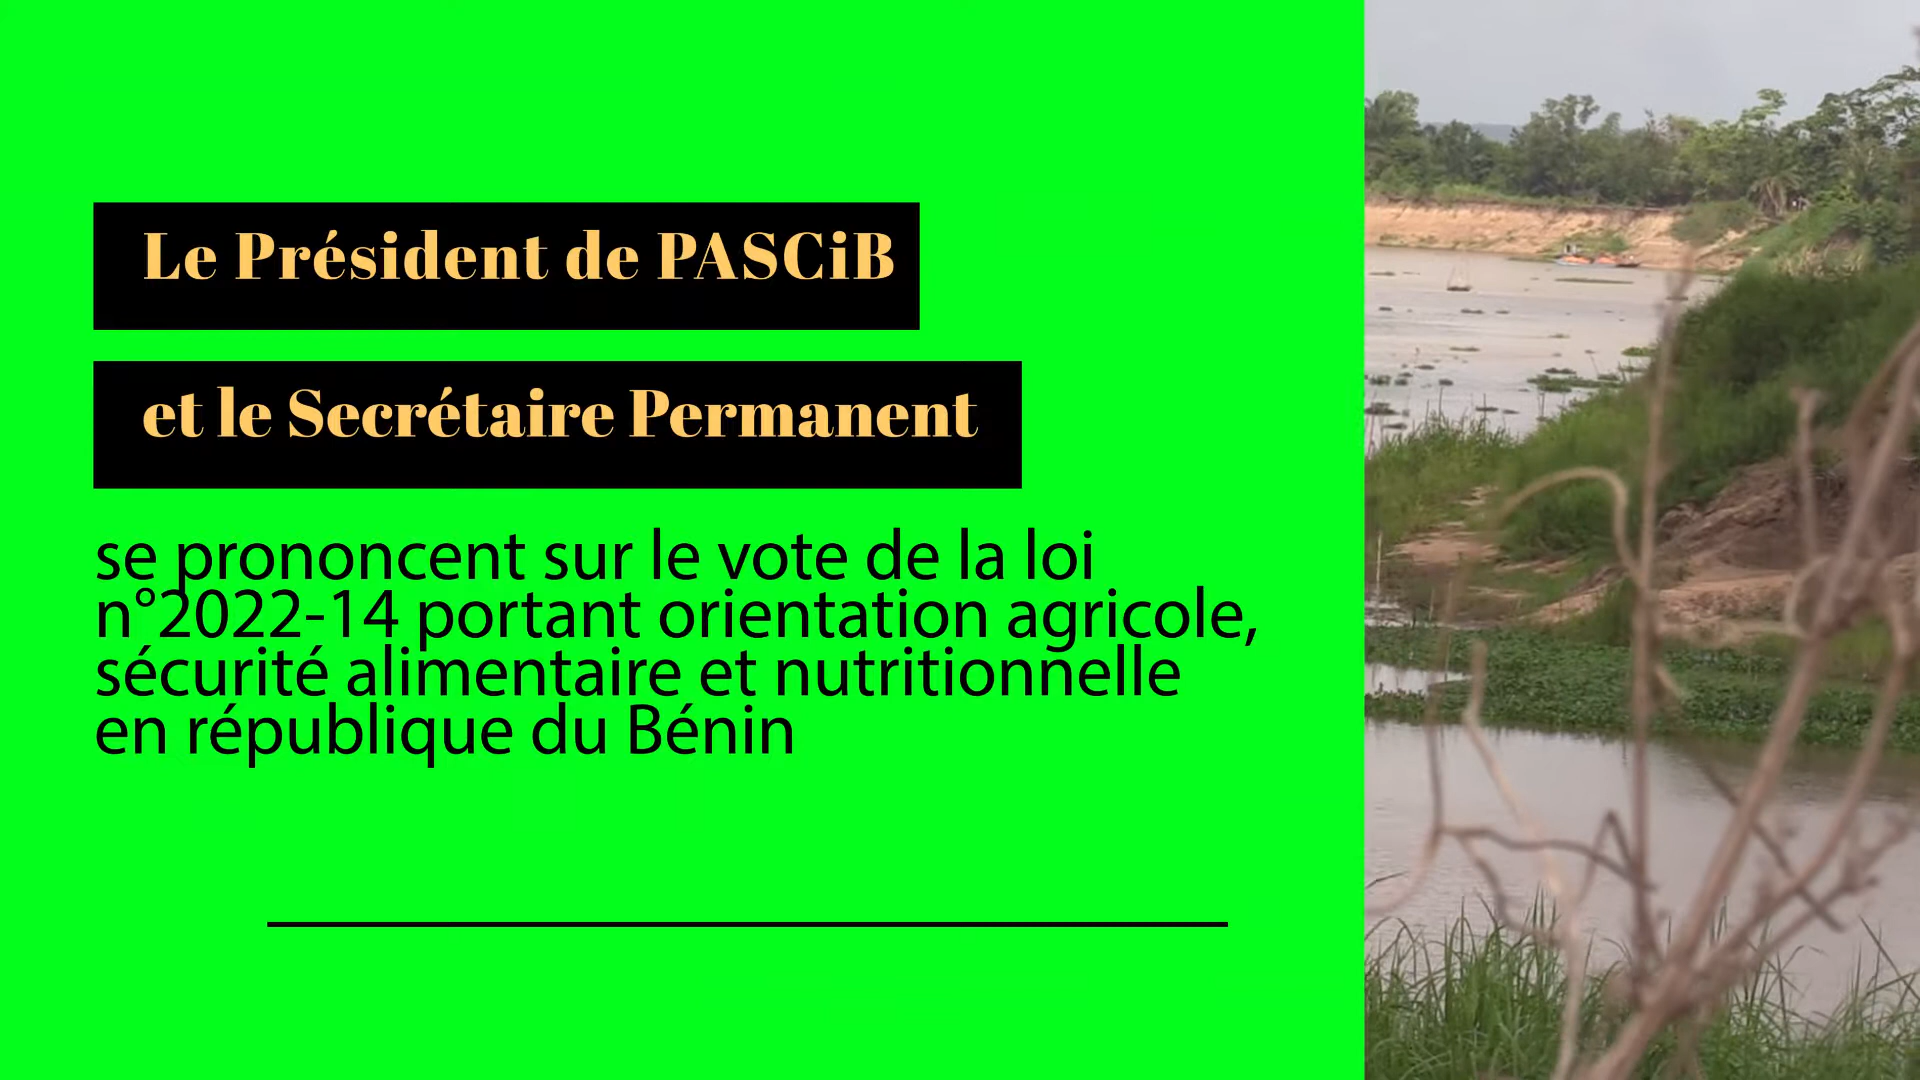 Le Président de PASCiB
et le Secrétaire Permanent
se prononcent sur le vote de la loi
n°2022-14 portant orientation agricole,
sécurité alimentaire et nutritionnelle
en république du Bénin